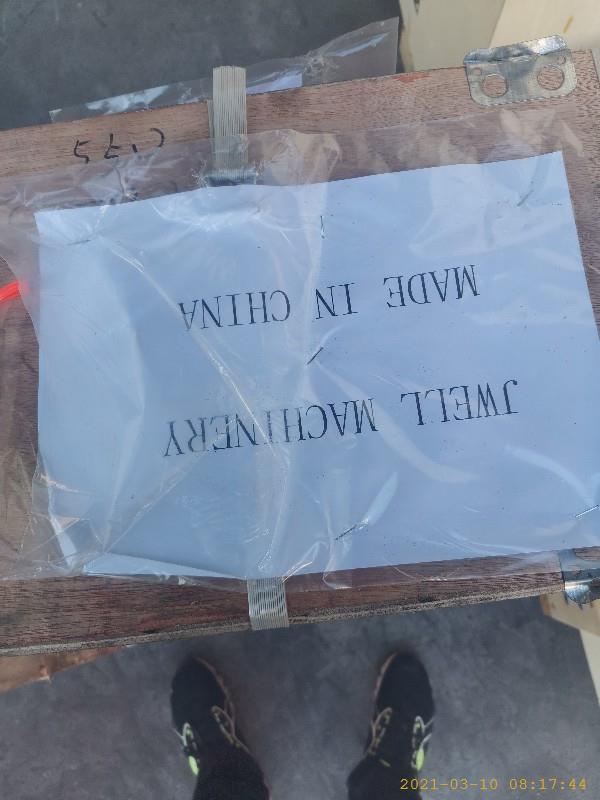 JWELL MACHINERY
MADE IN CHINA
2021-03-10 08:17:44